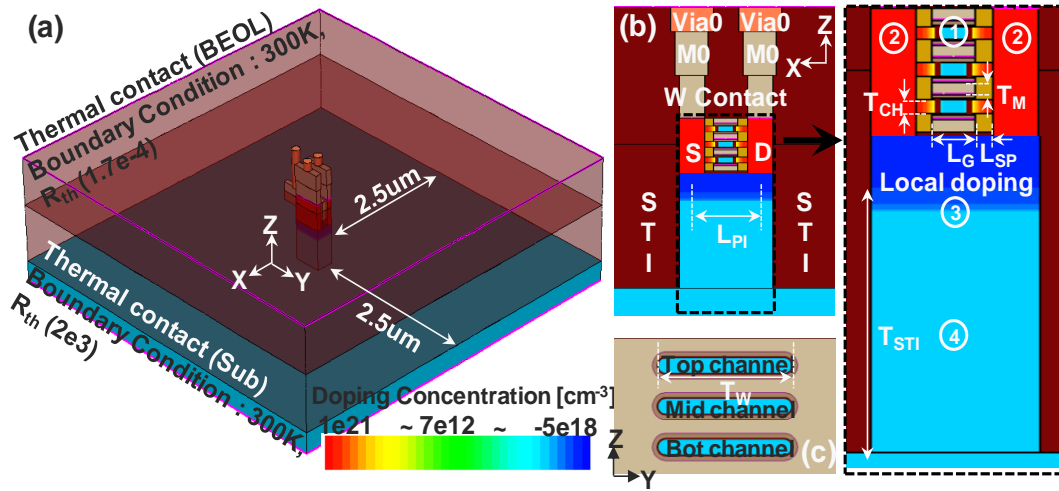 (a)
Thermal contact (BEOL)
Boundary Condition : 300K,
Rth (1.7e-4)
2.5um
Z
X
Y
2.5um
Thermal contact (Sub)
Boundary Condition : 300K,
Rth (2e3)
Doping Concentration [cm-3]
1e21 ~ 7e12 ~ -5e18
(b)
Via0 Via0
M0 M0
Z
X
W Contact
S D
S
T
I
S
T
I
LPI
2 1 2
TCH
TM
LG LSP
Local doping
3
TSTI
4
Top channel
TW
Mid channel
Bot channel
Z
Y
(c)